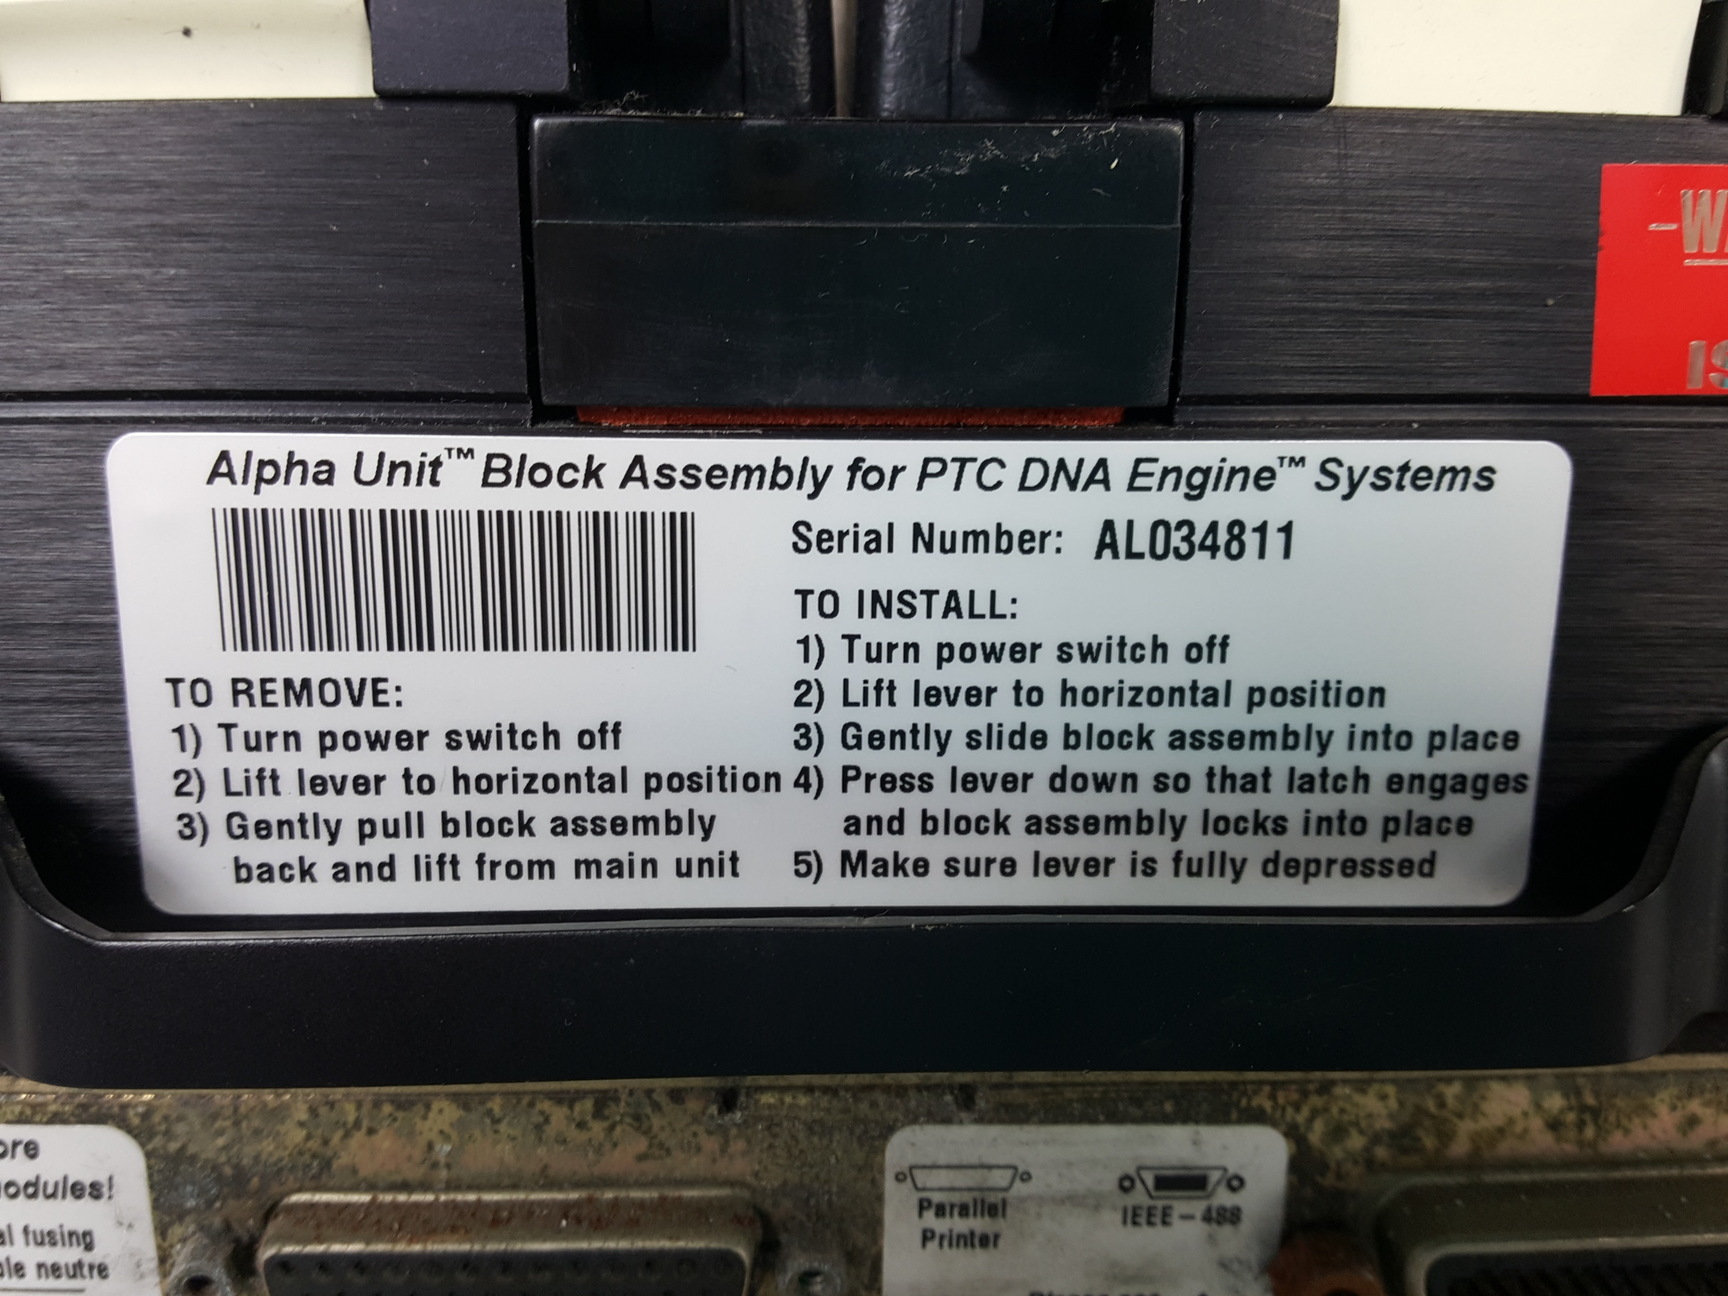 Alpha Unit™ Block Assembly for PTC DNA Engine™ Systems
Serial Number: AL034811
TO REMOVE:
1) Turn power switch off
2) Lift lever to horizontal position
3) Gently pull block assembly
back and lift from main unit
TO INSTALL:
1) Turn power switch off
2) Lift lever to horizontal position
3) Gently slide block assembly into place
4) Press lever down so that latch engages
and block assembly locks into place
5) Make sure lever is fully depressed
fusing
neutre
Parallel
Printer
IEEE-488